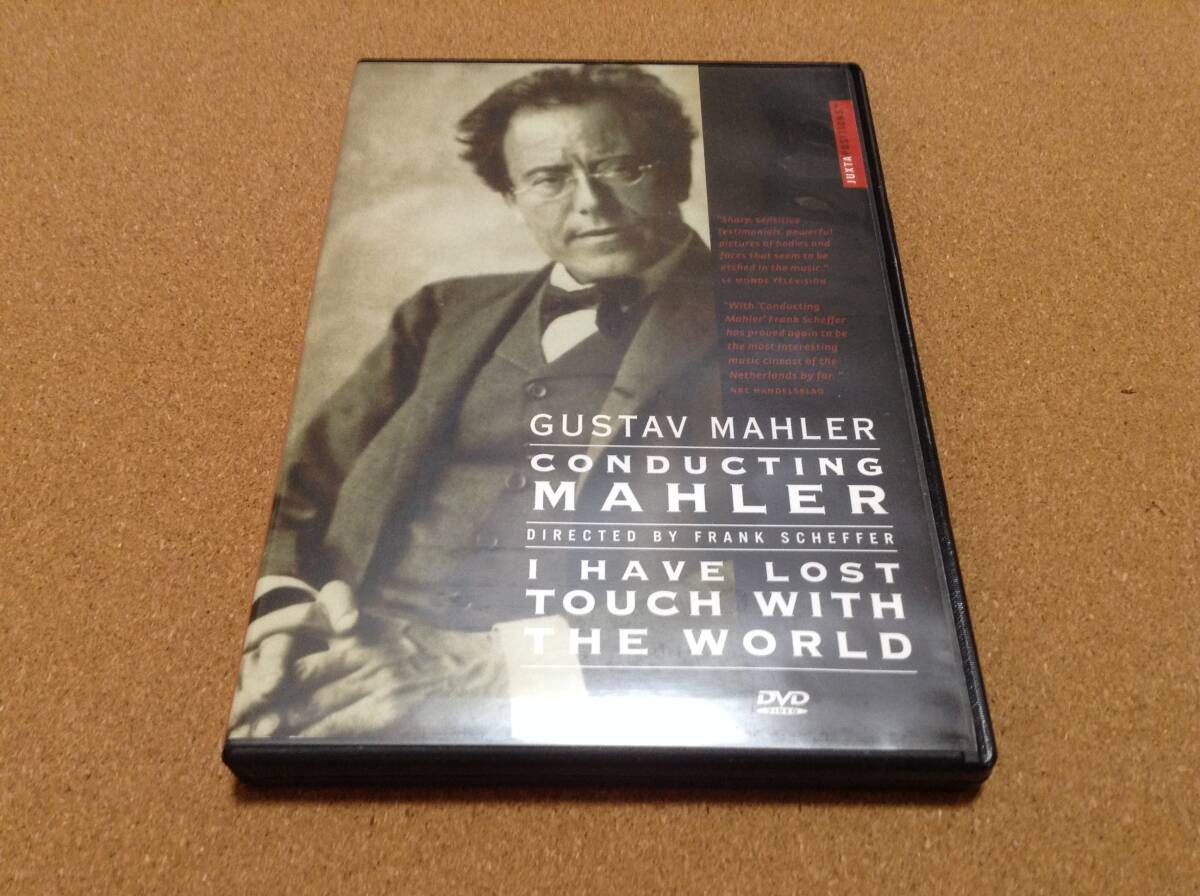 JUXTAPOSITIONS
"Sharp, sensitive
Testimonials, powerful
pictures of bodies and
faces that seem to be
etched in the music."
LE MONDE TÉLÉVISION
"With 'Conducting
Mahler' Frank Scheffer
has proved again to be
the most interesting
music cineast of the
Netherlands by far."
NRC HANDELSBLAD
GUSTAV MAHLER
CONDUCTING
MAHLER
DIRECTED BY FRANK SCHEFFER
I HAVE LOST
TOUCH WITH
THE WORLD
DVD
VIDEO